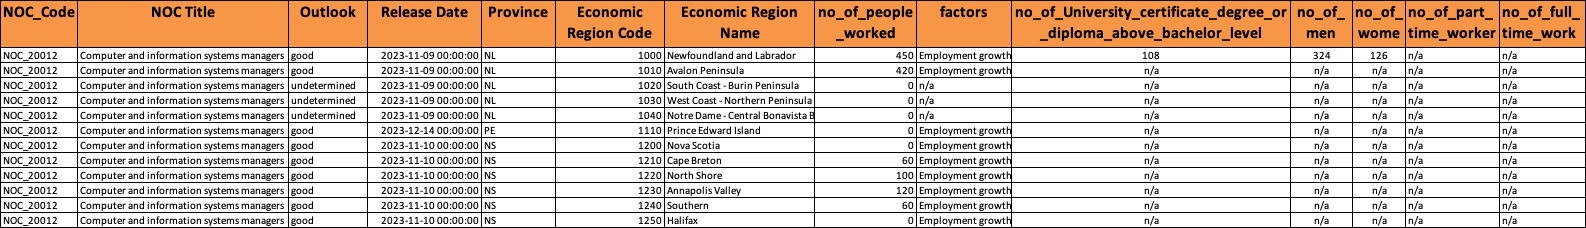 NOC_Code NOC Title Outlook Release Date Province Economic Region Code Economic Region Name no_of_people_worked factors no_of_University_certificate_degree_or_diploma_above_bachelor_level no_of_men no_of_wome no_of_part_time_worker no_of_full_time_work
NOC_20012 Computer and information systems managers good 2023-11-09 00:00:00 NL 1000 Newfoundland and Labrador 450 Employment growth 108 324 126 n/a n/a
NOC_20012 Computer and information systems managers good 2023-11-09 00:00:00 NL 1010 Avalon Peninsula 420 Employment growth n/a n/a n/a n/a n/a
NOC_20012 Computer and information systems managers undetermined 2023-11-09 00:00:00 NL 1020 South Coast - Burin Peninsula 0 n/a n/a n/a n/a n/a n/a
NOC_20012 Computer and information systems managers undetermined 2023-11-09 00:00:00 NL 1030 West Coast - Northern Peninsula 0 n/a n/a n/a n/a n/a n/a
NOC_20012 Computer and information systems managers undetermined 2023-11-09 00:00:00 NL 1040 Notre Dame - Central Bonavista B 0 n/a n/a n/a n/a n/a n/a
NOC_20012 Computer and information systems managers good 2023-12-14 00:00:00 PE 1110 Prince Edward Island 0 Employment growth n/a n/a n/a n/a n/a
NOC_20012 Computer and information systems managers good 2023-11-10 00:00:00 NS 1200 Nova Scotia 0 Employment growth n/a n/a n/a n/a n/a
NOC_20012 Computer and information systems managers good 2023-11-10 00:00:00 NS 1210 Cape Breton 60 Employment growth n/a n/a n/a n/a n/a
NOC_20012 Computer and information systems managers good 2023-11-10 00:00:00 NS 1220 North Shore 100 Employment growth n/a n/a n/a n/a n/a
NOC_20012 Computer and information systems managers good 2023-11-10 00:00:00 NS 1230 Annapolis Valley 120 Employment growth n/a n/a n/a n/a n/a
NOC_20012 Computer and information systems managers good 2023-11-10 00:00:00 NS 1240 Southern 60 Employment growth n/a n/a n/a n/a n/a
NOC_20012 Computer and information systems managers good 2023-11-10 00:00:00 NS 1250 Halifax 0 Employment growth n/a n/a n/a n/a n/a